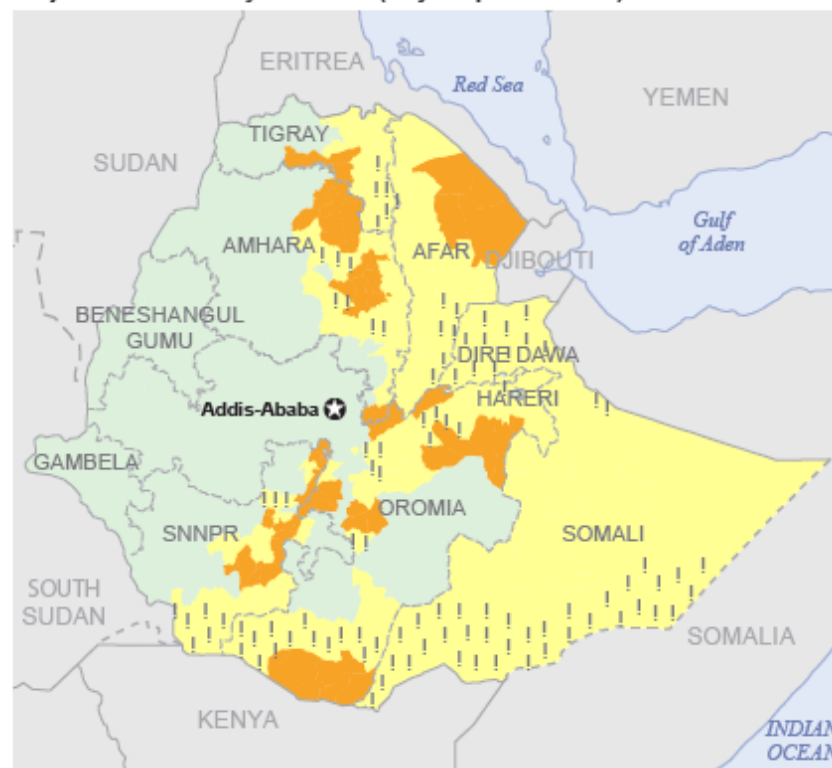 ERITREA
Red Sea
YEMEN
TIGRAY
SUDAN
Gulf
of Aden
AMHARA
AFAR
DJIBOUTI
BENESHANGUL
GUMU
DIRE DAWA
HARERI
Addis-Ababa
GAMBELA
OROMIA
SNNPR
SOMALI
SOUTH
SUDAN
SOMALIA
KENYA
INDIAN
OCEAN